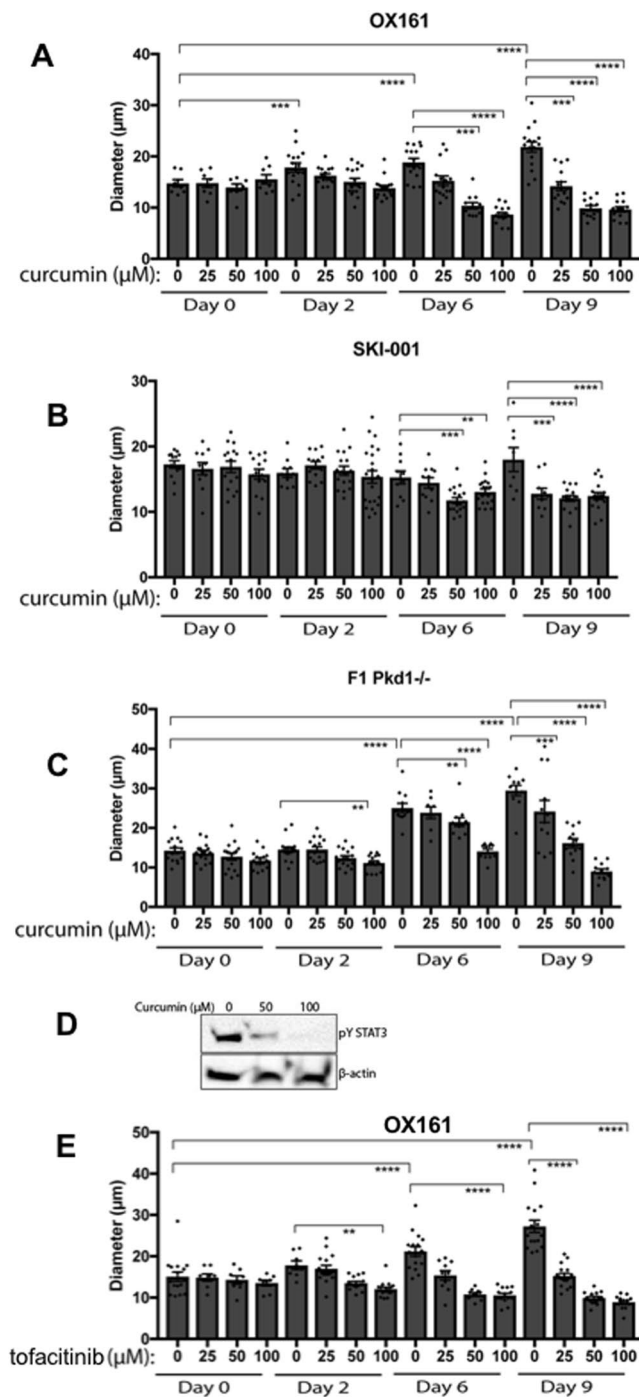 OX161
A
Diameter (µm)
40
30
20
10
0
**** **** *** **** *** **** **** ***
curcumin (µM): 0 25 50 100 0 25 50 100 0 25 50 100 0 25 50 100
Day 0 Day 2 Day 6 Day 9
SKI-001
B
Diameter (µm)
30
20
10
0
** *** **** **** ***
curcumin (µM): 0 25 50 100 0 25 50 100 0 25 50 100 0 25 50 100
Day 0 Day 2 Day 6 Day 9
F1 Pkd1-/-
C
Diameter (µm)
50
40
30
20
10
0
**** **** ** **** ** **** **** ***
curcumin (µM): 0 25 50 100 0 25 50 100 0 25 50 100 0 25 50 100
Day 0 Day 2 Day 6 Day 9
D
Curcumin (µM) 0 50 100
pY STAT3
β-actin
OX161
E
Diameter (µm)
50
40
30
20
10
0
**** **** ** **** **** ****
tofacitinib(µM): 0 25 50 100 0 25 50 100 0 25 50 100 0 25 50 100
Day 0 Day 2 Day 6 Day 9